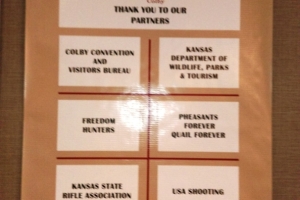 Colby
THANK YOU TO OUR
PARTNERS
COLBY CONVENTION
AND
VISITORS BUREAU
KANSAS
DEPARTMENT OF
WILDLIFE, PARKS
& TOURISM
FREEDOM
HUNTERS
PHEASANTS
FOREVER
QUAIL FOREVER
KANSAS STATE
RIFLE ASSOCIATION
USA SHOOTING